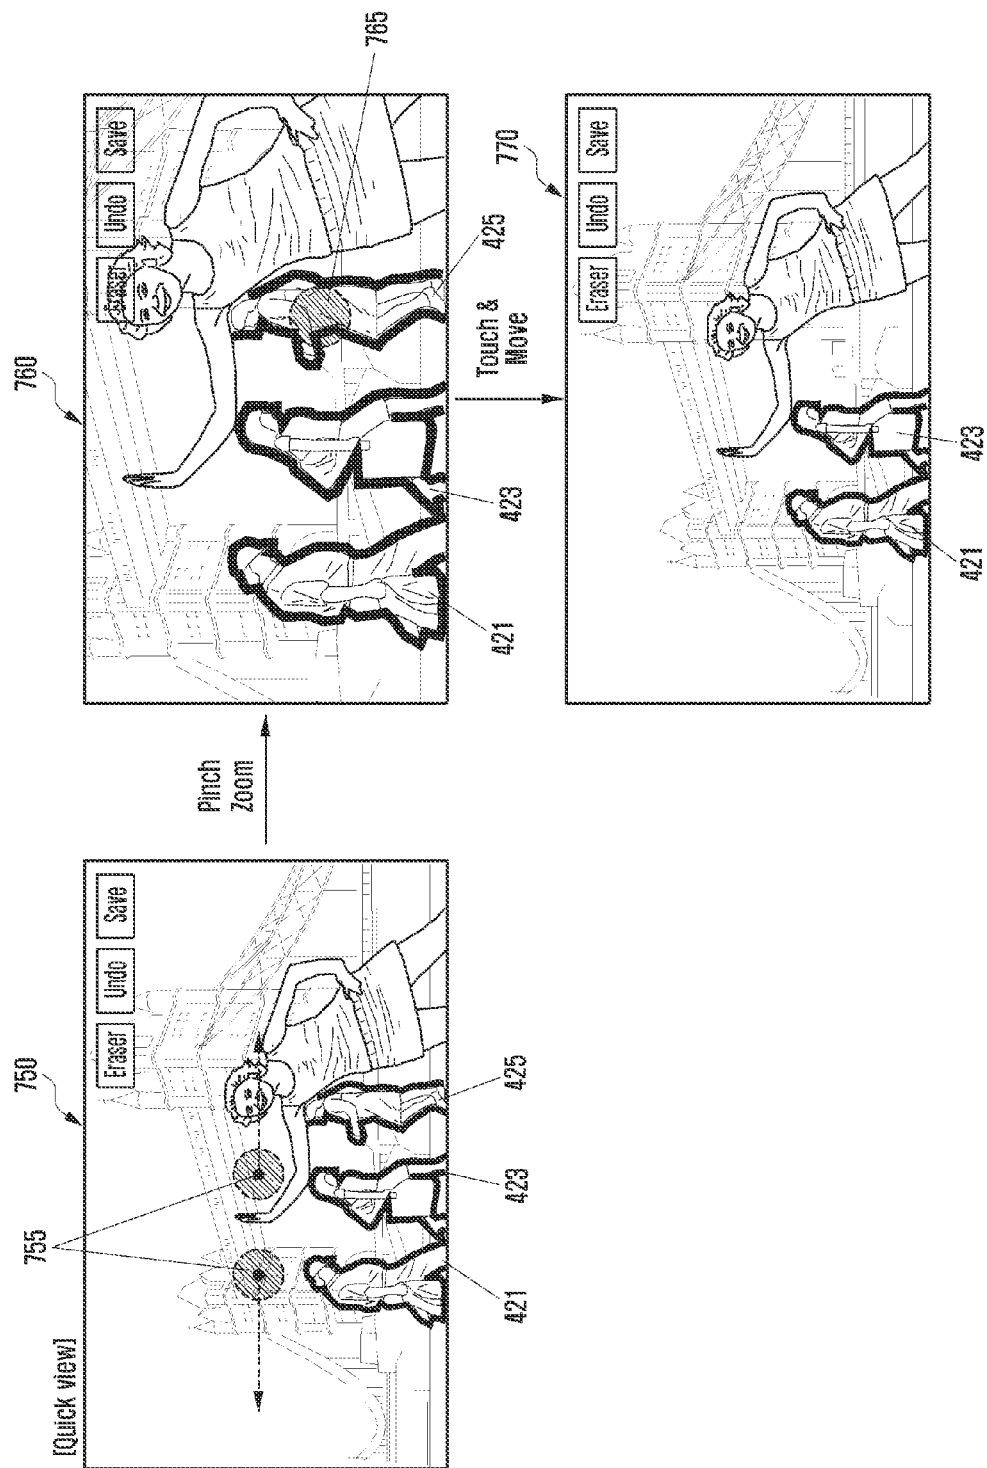 [Quick view]
750
755
Eraser
Undo
Save
421
423
425
Pinch
Zoom
760
Eraser
Undo
Save
765
421
423
425
Touch &
Move
770
Eraser
Undo
Save
421
423